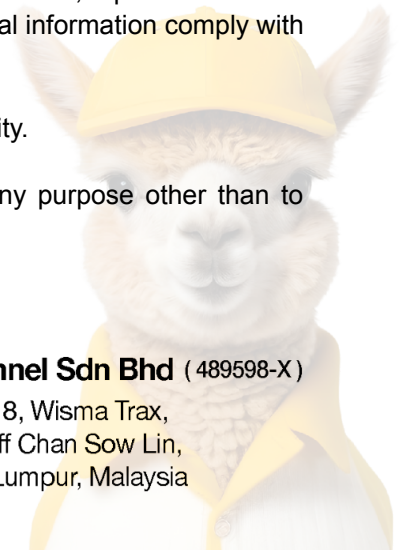 al information comply with
ity.
ny purpose other than to
nnel Sdn Bhd (489598-X)
8, Wisma Trax,
ff Chan Sow Lin,
Lumpur, Malaysia